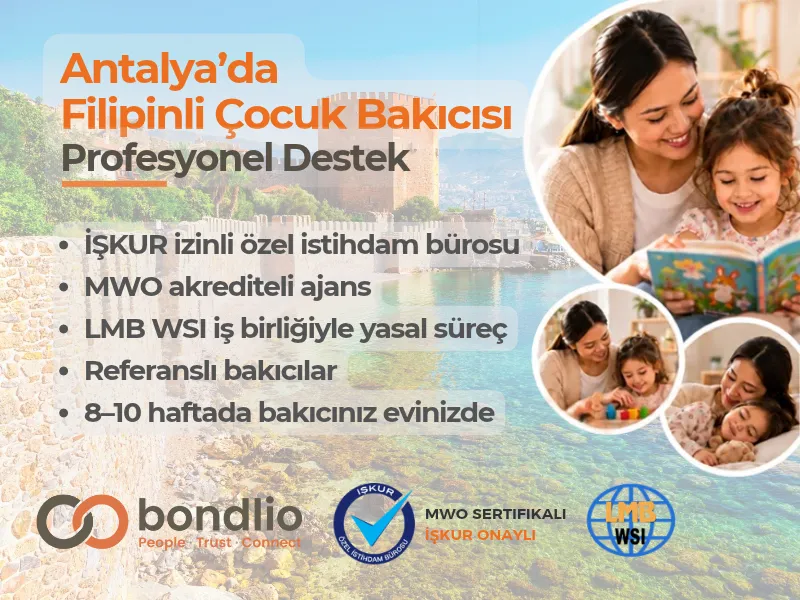 Antalya’da
Filipinli Çocuk Bakıcısı
Profesyonel Destek
• İŞKUR izinli özel istihdam bürosu
• MWO akrediteli ajans
• LMB WSI iş birliğiyle yasal süreç
• Referanslı bakıcılar
• 8–10 haftada bakıcınız evinizde
bondlio
People · Trust · Connect
İŞKUR
ÖZEL İSTİHDAM BÜROSU
MWO SERTIFIKALI
İŞKUR ONAYLI
LMB
WSI